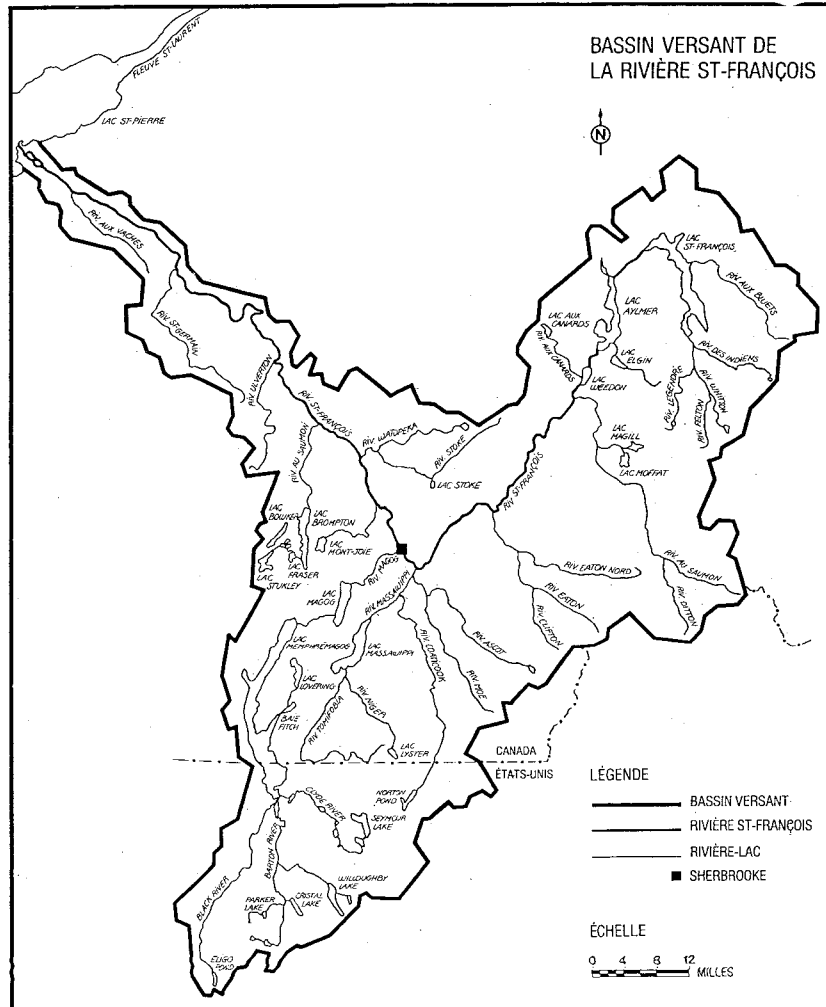 BASSIN VERSANT DE
LA RIVIÈRE ST-FRANÇOIS
N
FLEUVE ST-LAURENT
LAC ST-PIERRE
RIV. AUX VACHES
RIV. ST-GERMAIN
RIV. ULVERTON
RIV. ST-FRANÇOIS
RIV. AU SAUMON
RIV. WATOPEKA
RIV. STOKE
LAC STOKE
LAC ST-FRANÇOIS
RIV. AUX BLUETS
LAC AYLMER
LAC AUX CANARDS
RIV. AUX CANARDS
LAC ELGIN
LAC WEEDON
RIV. DES INDIENS
RIV. LEGENDRE
RIV. WHITTON
RIV. FELTON
LAC MAGILL
LAC MOFFAT
RIV. ST-FRANÇOIS
LAC BOWKER
LAC BROMPTON
LAC MONT-JOIE
LAC FRASER
LAC STUKLEY
RIV. MAGOG
LAC MAGOG
RIV. MASSAWIPPI
RIV. EATON NORD
RIV. EATON
RIV. CLIFTON
RIV. AU SAUMON
RIV. DITTON
LAC MEMPHRÉMAGOG
LAC MASSAWIPPI
RIV. COATICOOK
RIV. ASCOT
RIV. MOE
LAC LOVERING
BAIE FITCH
RIV. TOMIFOBIA
RIV. NIGER
LAC LYSTER
CANADA
ÉTATS-UNIS
NORTON POND
CLYDE RIVER
SEYMOUR LAKE
BARTON RIVER
BLACK RIVER
WILLOUGHBY LAKE
CRISTAL LAKE
PARKER LAKE
ELIGO POND
LÉGENDE
BASSIN VERSANT
RIVIÈRE ST-FRANÇOIS
RIVIÈRE-LAC
SHERBROOKE
ÉCHELLE
0 4 8 12
MILLES